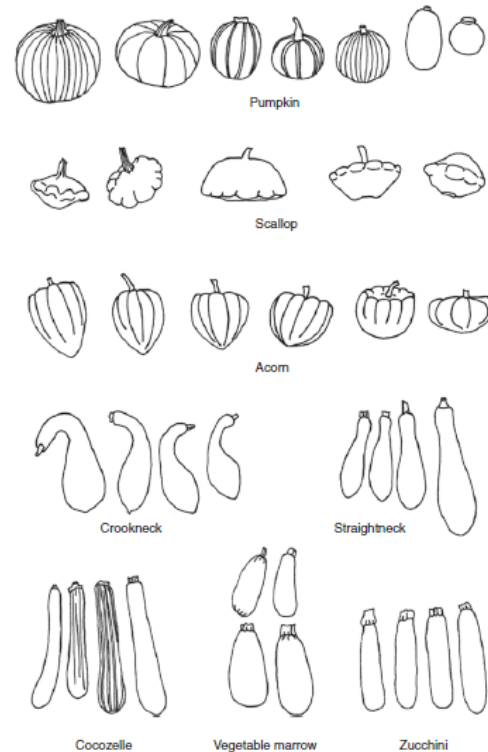 Pumpkin
Scallop
Acorn
Crookneck
Straightneck
Cocozelle
Vegetable marrow
Zucchini